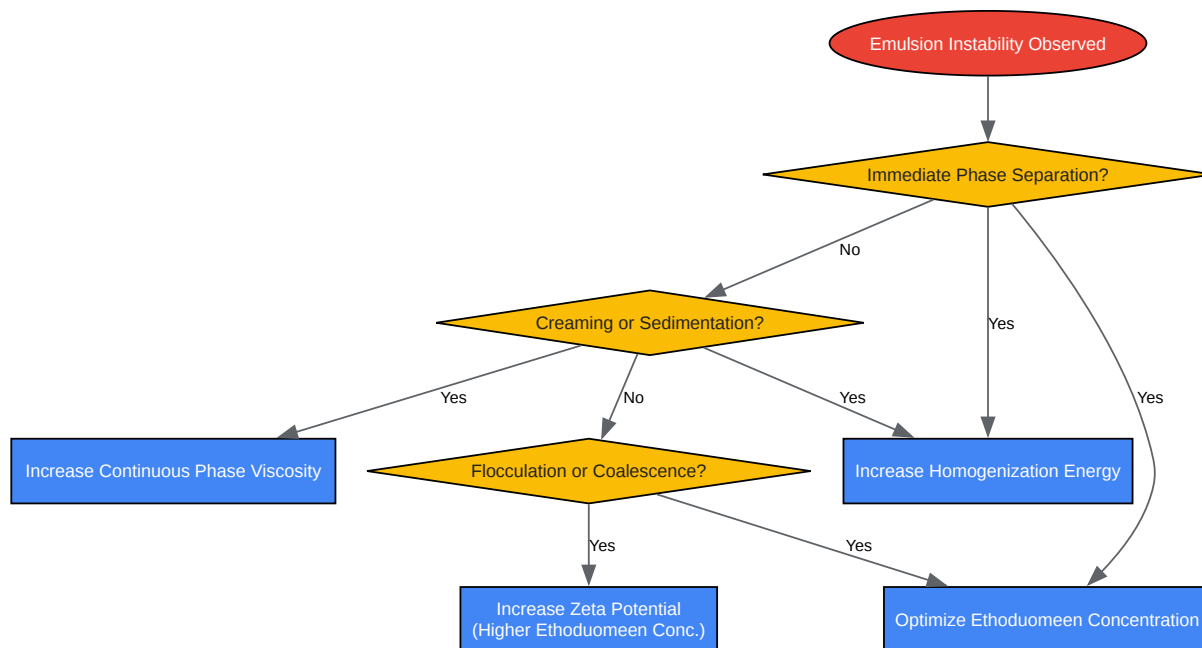 Emulsion Instability Observed
Immediate Phase Separation?
No
Creaming or Sedimentation?
Yes
Yes
No
Yes
Yes
Increase Continuous Phase Viscosity
Flocculation or Coalescence?
Increase Homogenization Energy
Yes
Yes
Increase Zeta Potential
(Higher Ethoduomeen Conc.)
Optimize Ethoduomeen Concentration